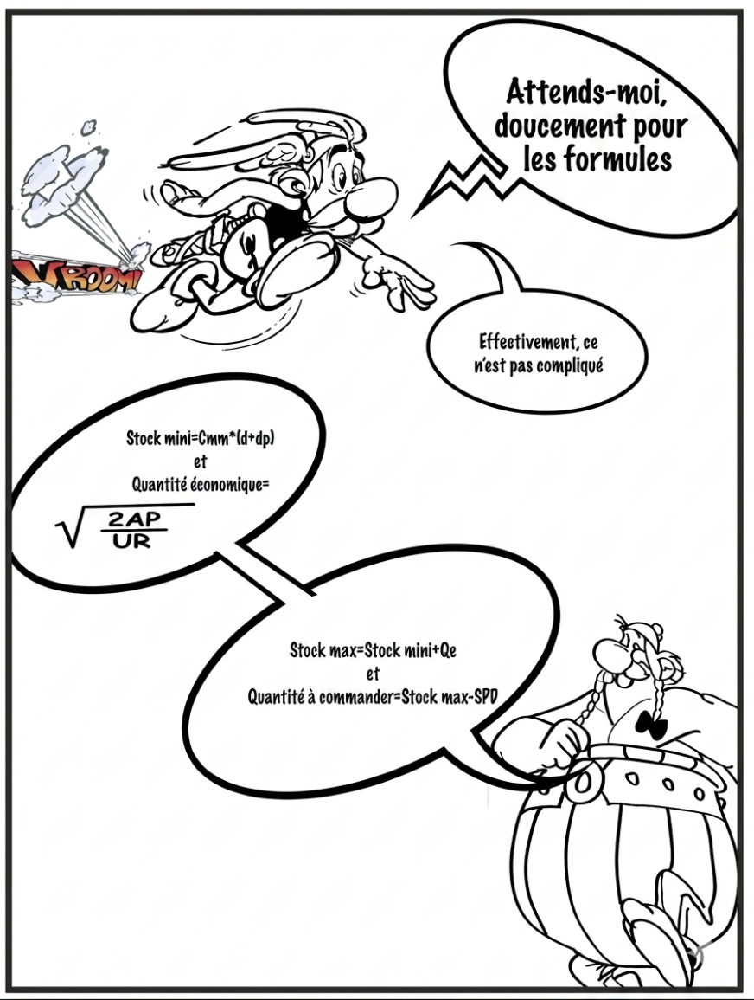 Attends-moi,
doucement pour
les formules
VROOM!
Effectivement, ce
n'est pas compliqué
Stock mini=Cmm*(d+dp)
et
Quantité économique=
√
2AP
UR
Stock max=Stock mini+Qe
et
Quantité à commander=Stock max-SPD